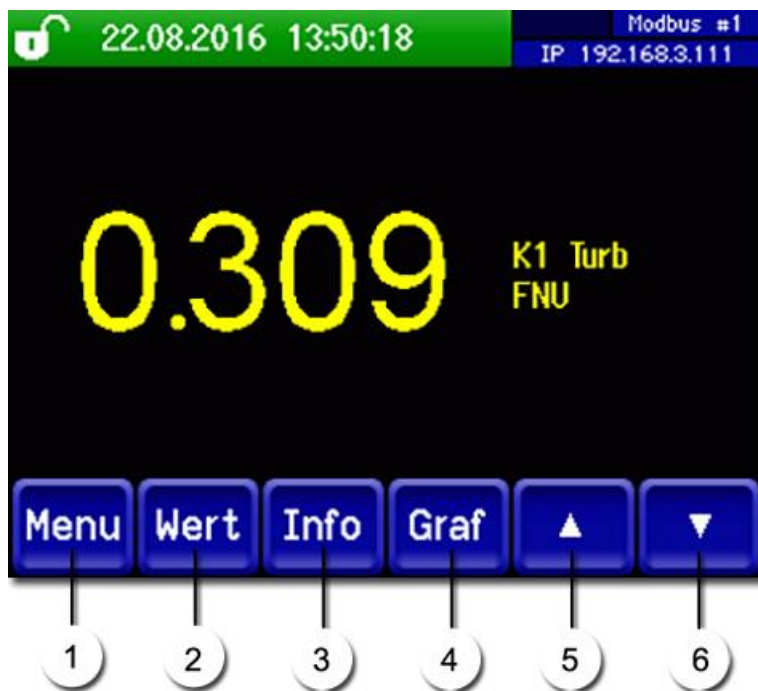 22.08.2016 13:50:18
Modbus #1
IP 192.168.3.111
0.309
K1 Turb
FNU
Menu Wert Info Graf ▲ ▼
1 2 3 4 5 6